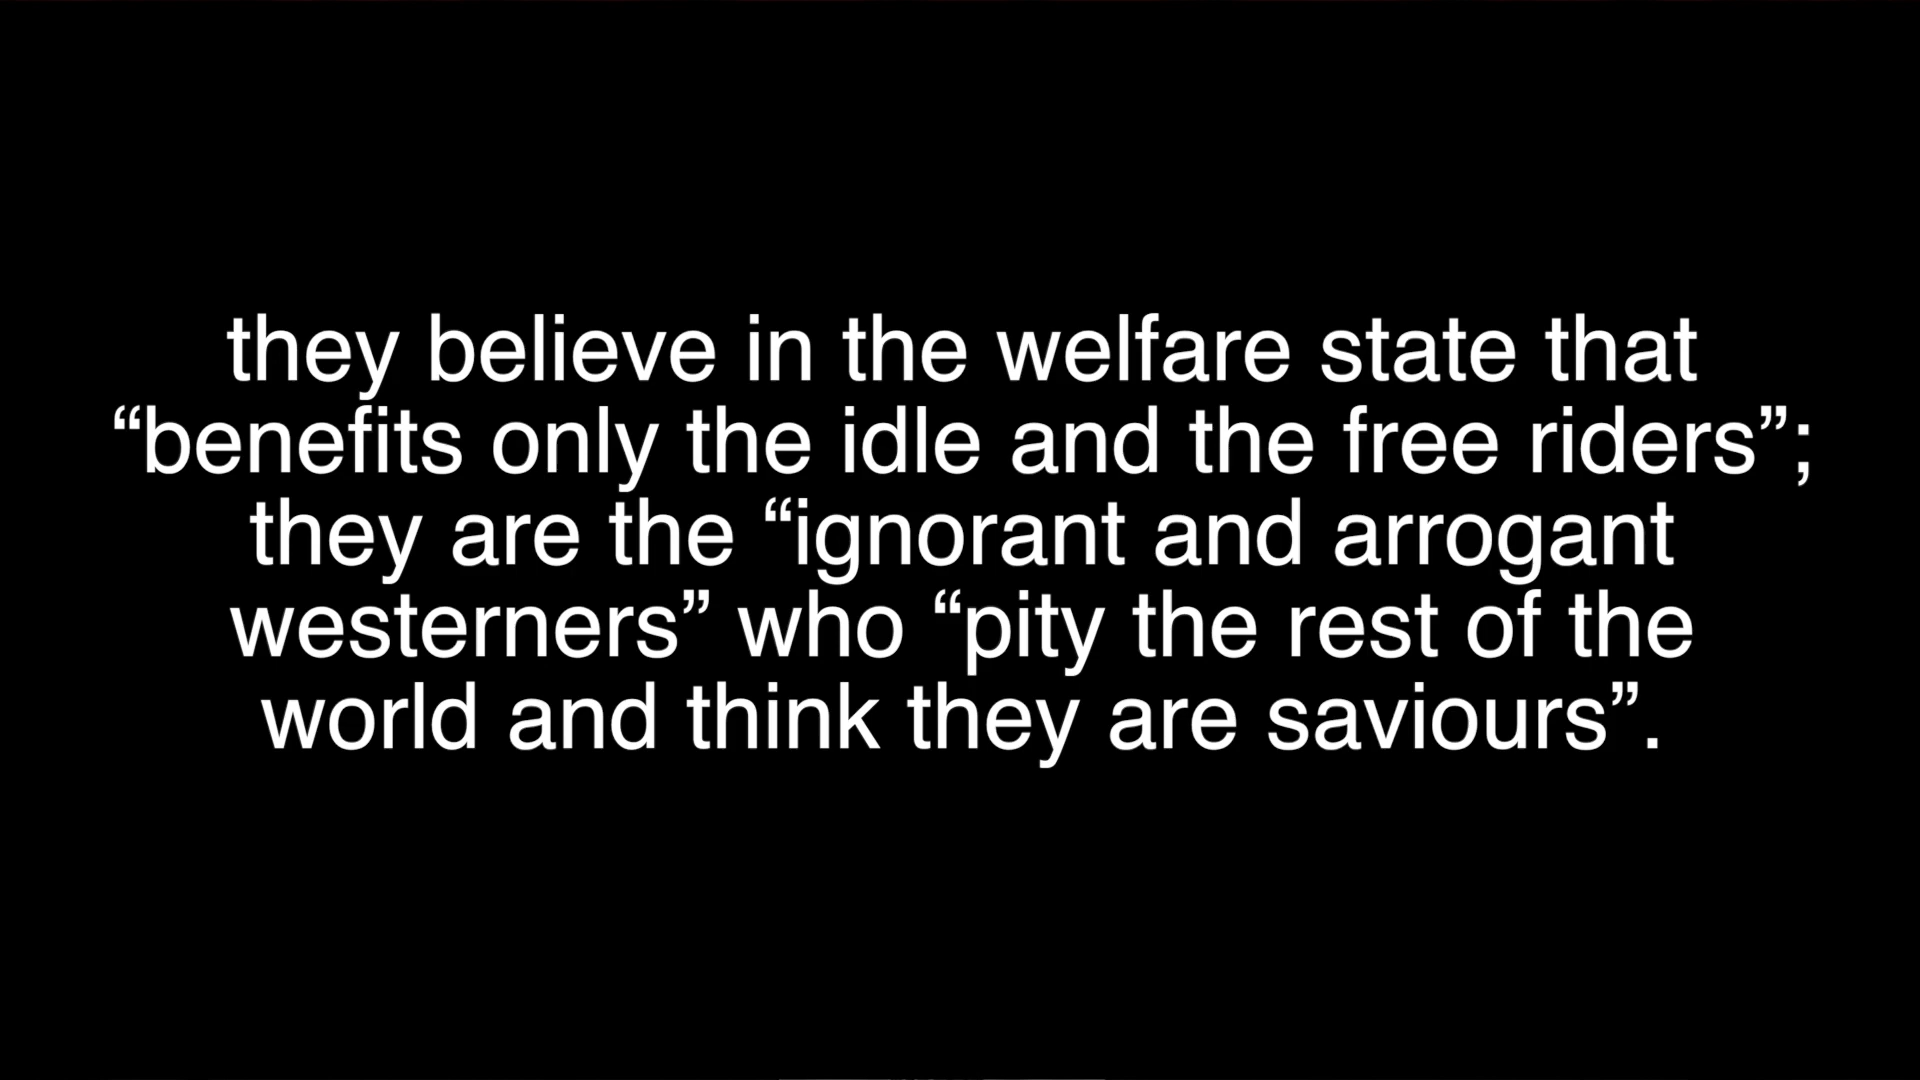 they believe in the welfare state that
“benefits only the idle and the free riders”;
they are the “ignorant and arrogant
westerners” who “pity the rest of the
world and think they are saviours”.